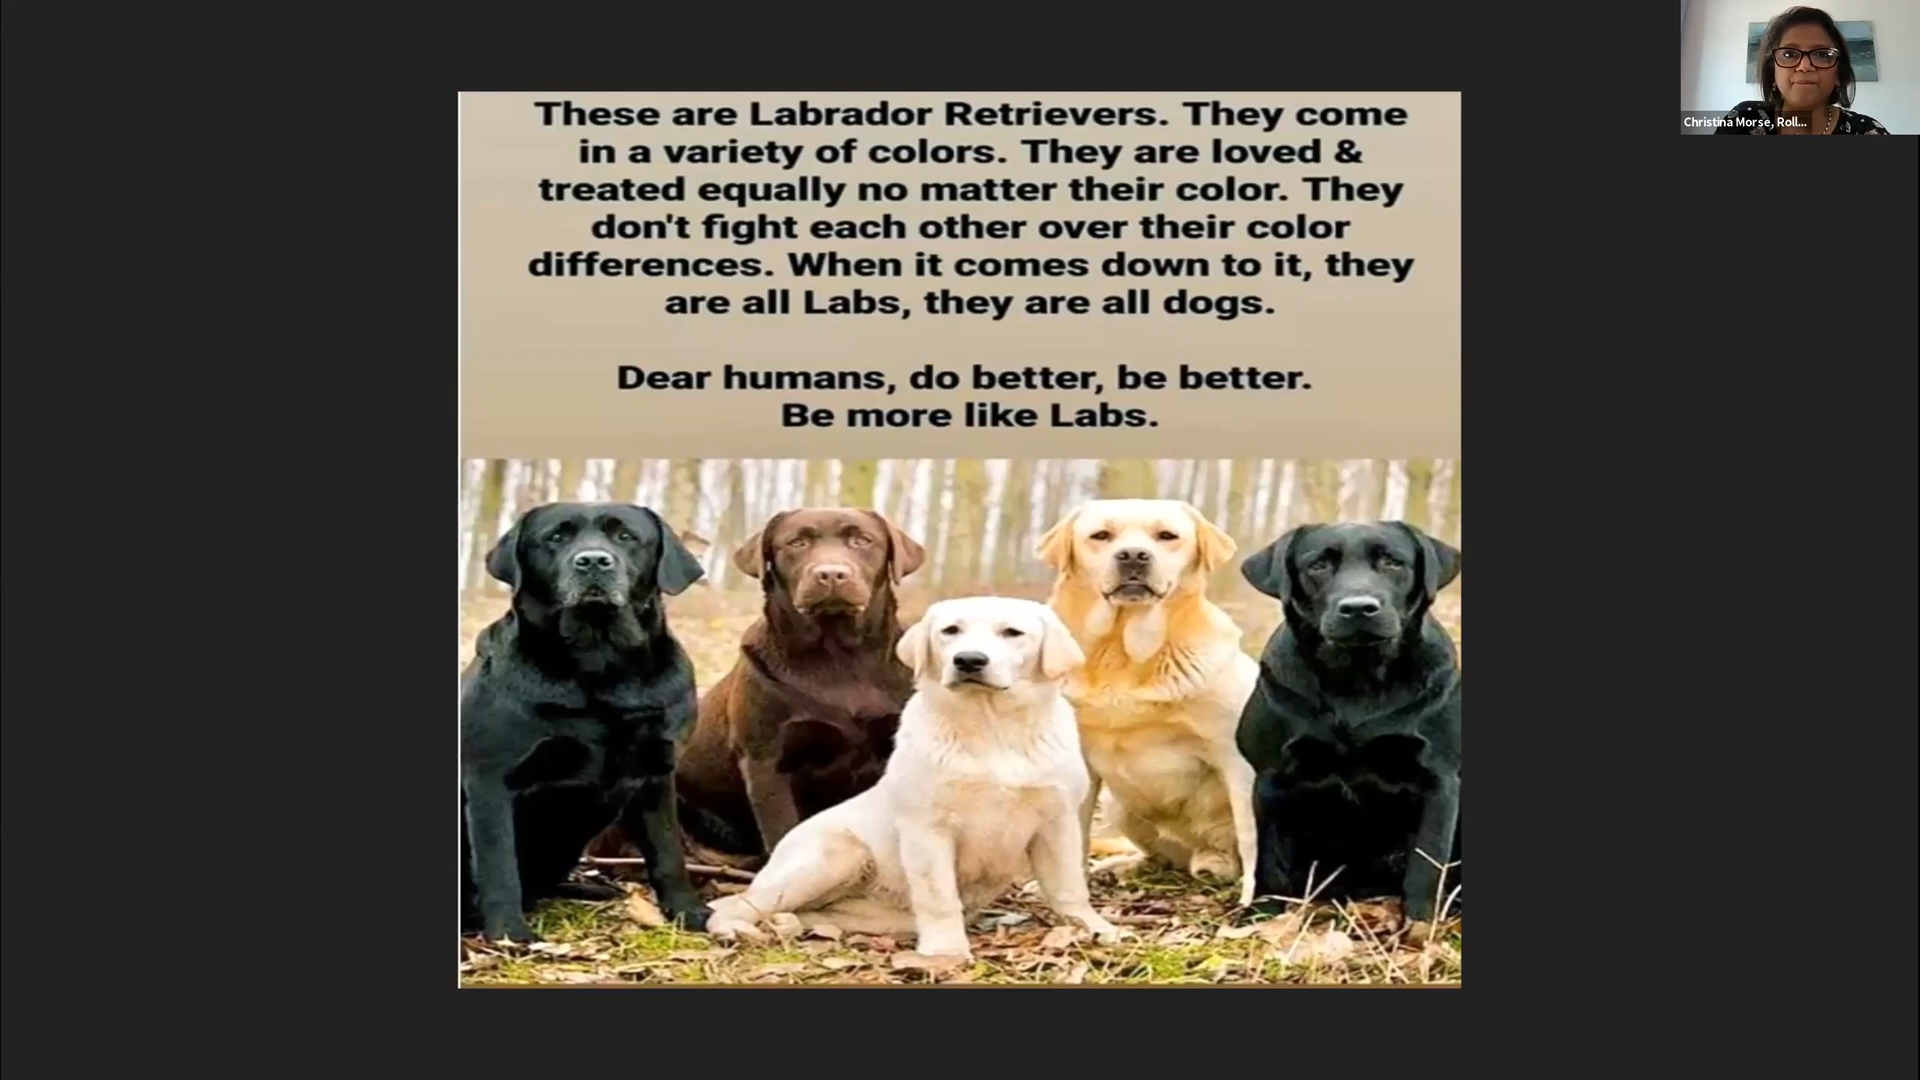 These are Labrador Retrievers. They come
in a variety of colors. They are loved &
treated equally no matter their color. They
don't fight each other over their color
differences. When it comes down to it, they
are all Labs, they are all dogs.
Dear humans, do better, be better.
Be more like Labs.
Christina Morse, Roll...